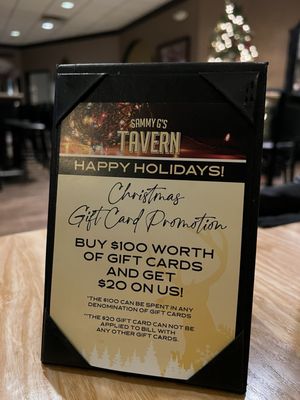 SAMMY G'S
TAVERN
HAPPY HOLIDAYS!
Christmas
Gift Card Promotion
BUY $100 WORTH
OF GIFT CARDS
AND GET
$20 ON US!
*THE $100 CAN BE SPENT IN ANY
DENOMINATION OF GIFT CARDS
**THE $20 GIFT CARD CAN NOT BE
APPLIED TO BILL WITH
ANY OTHER GIFT CARDS.